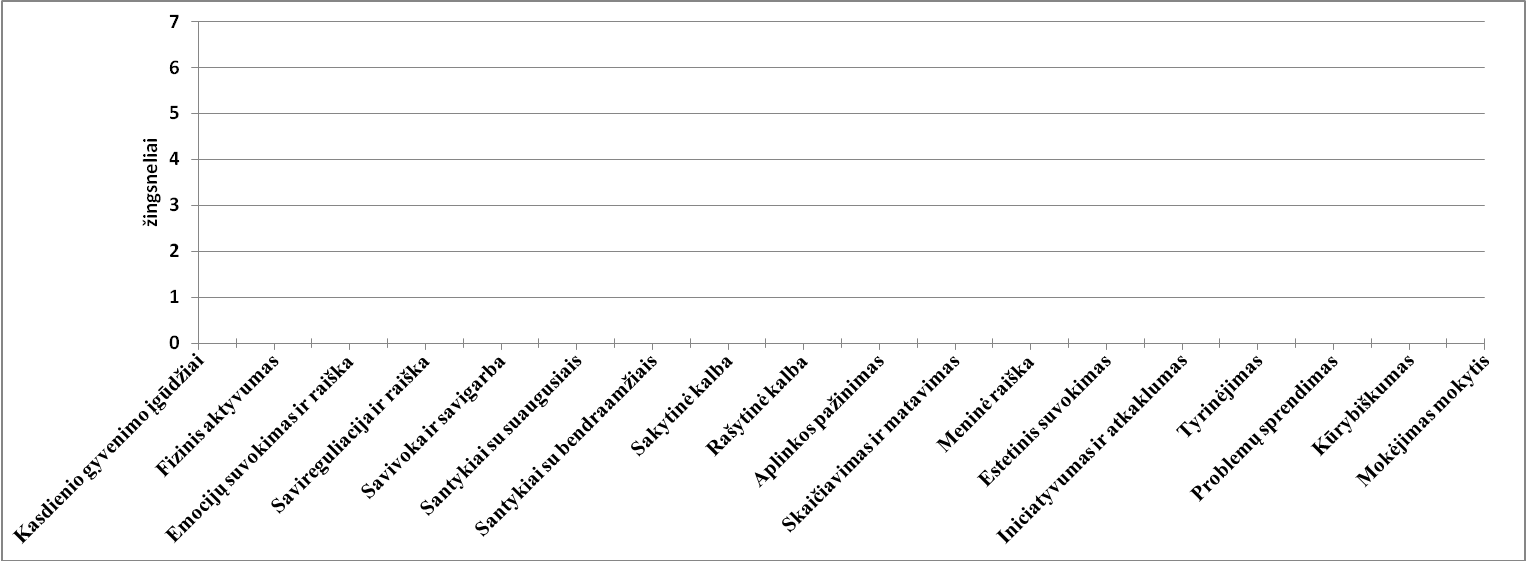 7
6
5
4
3
2
1
0
žingsneliai
Kasdienio gyvenimo įgūdžiai
Fizinis aktyvumas
Emocijų suvokimas ir raiška
Savireguliacija ir raiška
Savivoka ir savigarba
Santykiai su suaugusiais
Santykiai su bendraamžiais
Sakytinė kalba
Rašytinė kalba
Aplinkos pažinimas
Skaičiavimas ir matavimas
Meninė raiška
Estetinis suvokimas
Iniciatyvumas ir atkaklumas
Tyrinėjimas
Problemų sprendimas
Kūrybiškumas
Mokėjimas mokytis